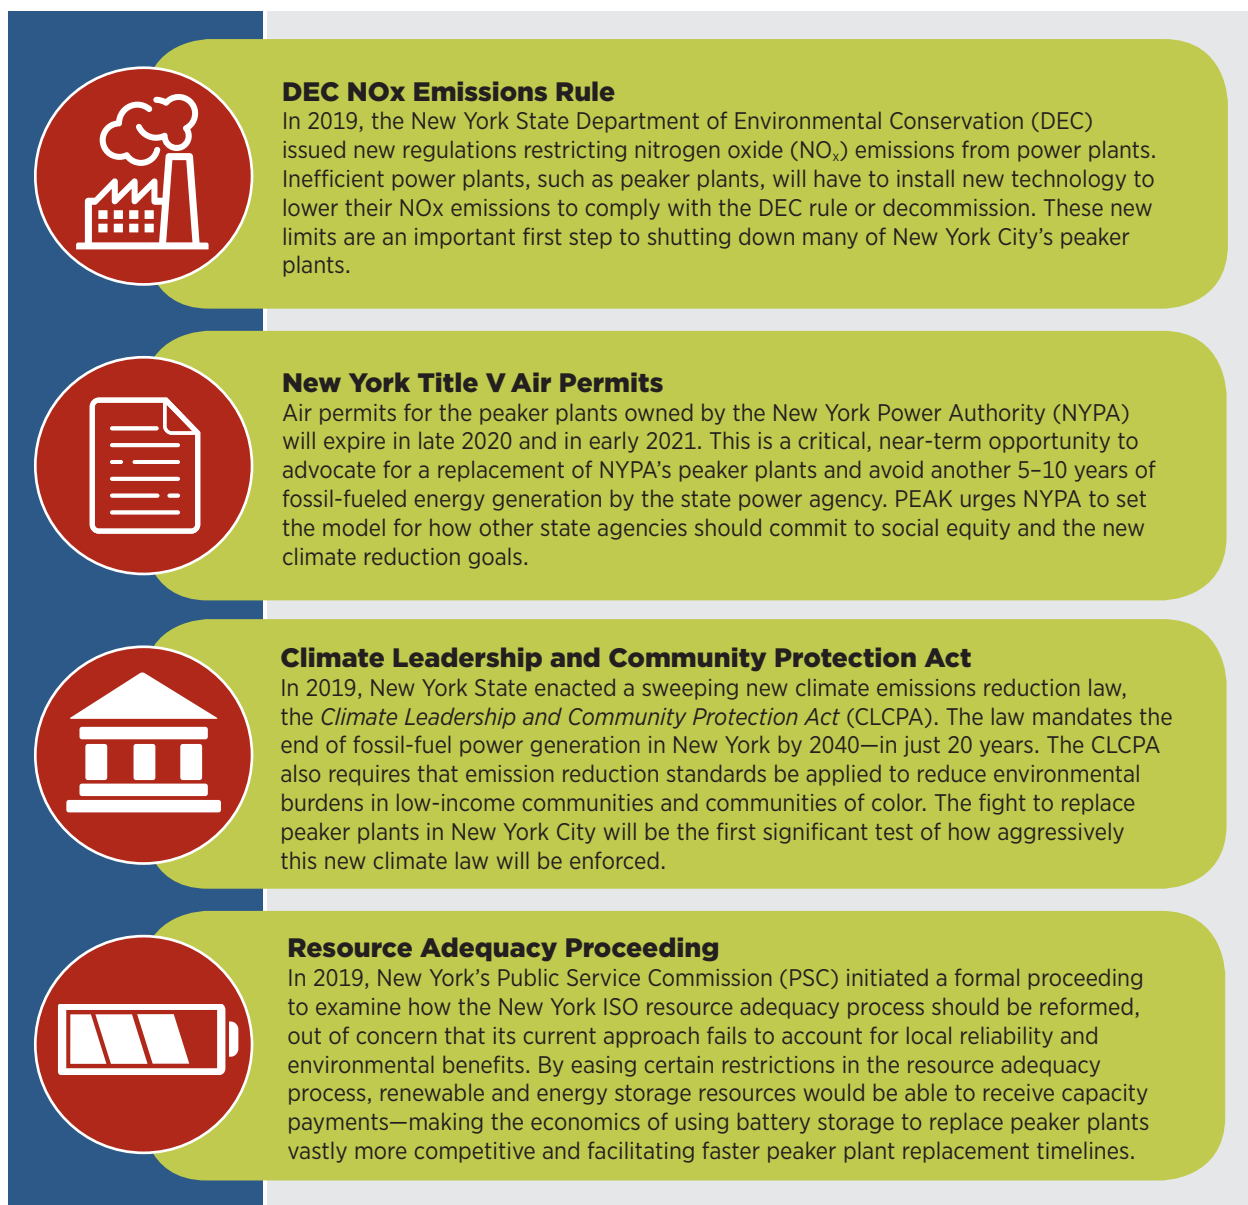 DEC NOx Emissions Rule
In 2019, the New York State Department of Environmental Conservation (DEC)
issued new regulations restricting nitrogen oxide (NOₓ) emissions from power plants.
Inefficient power plants, such as peaker plants, will have to install new technology to
lower their NOx emissions to comply with the DEC rule or decommission. These new
limits are an important first step to shutting down many of New York City’s peaker
plants.
New York Title V Air Permits
Air permits for the peaker plants owned by the New York Power Authority (NYPA)
will expire in late 2020 and in early 2021. This is a critical, near-term opportunity to
advocate for a replacement of NYPA’s peaker plants and avoid another 5–10 years of
fossil-fueled energy generation by the state power agency. PEAK urges NYPA to set
the model for how other state agencies should commit to social equity and the new
climate reduction goals.
Climate Leadership and Community Protection Act
In 2019, New York State enacted a sweeping new climate emissions reduction law,
the Climate Leadership and Community Protection Act (CLCPA). The law mandates the
end of fossil-fuel power generation in New York by 2040—in just 20 years. The CLCPA
also requires that emission reduction standards be applied to reduce environmental
burdens in low-income communities and communities of color. The fight to replace
peaker plants in New York City will be the first significant test of how aggressively
this new climate law will be enforced.
Resource Adequacy Proceeding
In 2019, New York’s Public Service Commission (PSC) initiated a formal proceeding
to examine how the New York ISO resource adequacy process should be reformed,
out of concern that its current approach fails to account for local reliability and
environmental benefits. By easing certain restrictions in the resource adequacy
process, renewable and energy storage resources would be able to receive capacity
payments—making the economics of using battery storage to replace peaker plants
vastly more competitive and facilitating faster peaker plant replacement timelines.